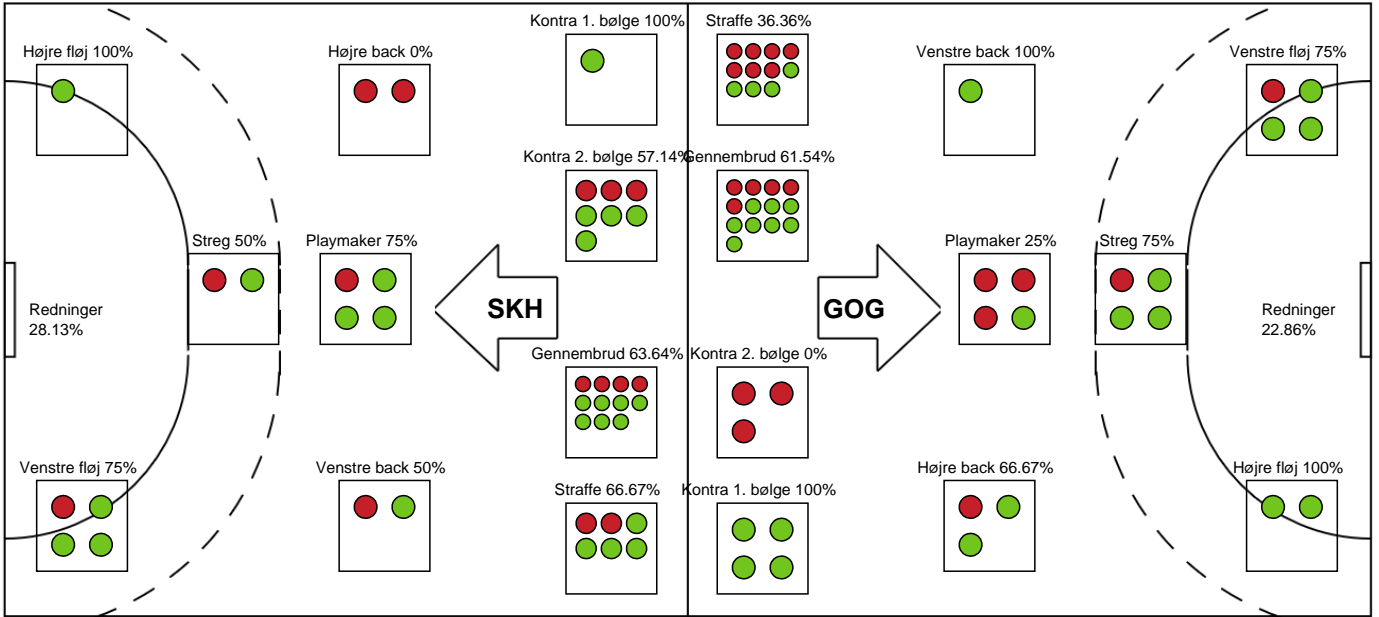 Kontra 1. bølge 100%
Straffe 36.36%
Højre fløj 100%
Højre back 0%
Venstre back 100%
Venstre fløj 75%
Kontra 2. bølge 57.14%
Gennembrud 61.54%
Streg 50%
Playmaker 75%
Playmaker 25%
Streg 75%
Redninger
28.13%
SKH
GOG
Redninger
22.86%
Gennembrud 63.64%
Kontra 2. bølge 0%
Venstre fløj 75%
Venstre back 50%
Højre back 66.67%
Højre fløj 100%
Straffe 66.67%
Kontra 1. bølge 100%